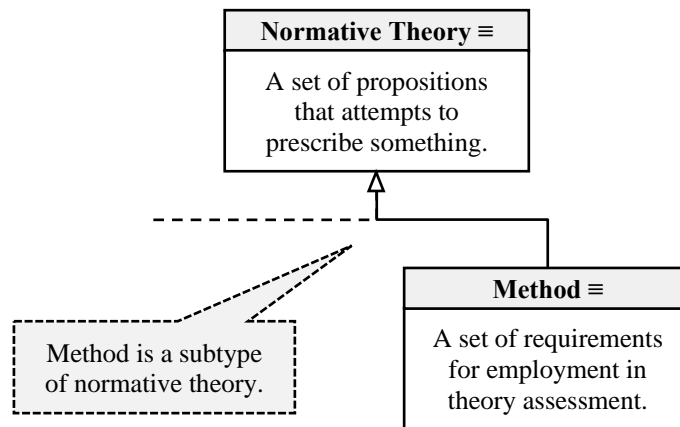 Normative Theory ≡
A set of propositions
that attempts to
prescribe something.
Method is a subtype
of normative theory.
Method ≡
A set of requirements
for employment in
theory assessment.